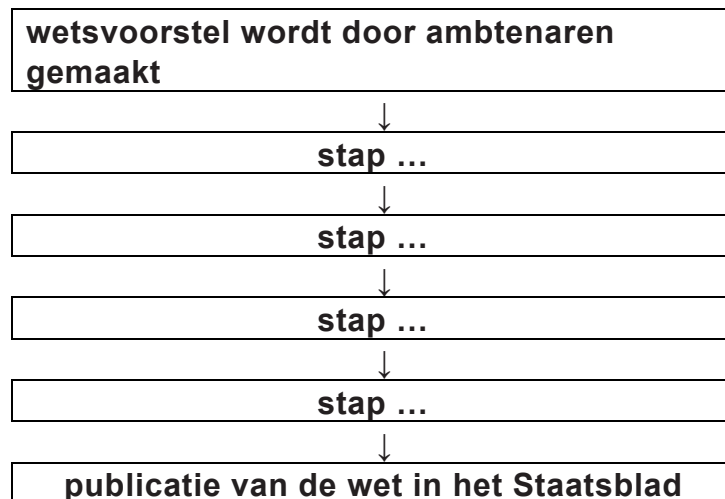 wetsvoorstel wordt door ambtenaren
gemaakt
↓
stap …
↓
stap …
↓
stap …
↓
stap …
↓
publicatie van de wet in het Staatsblad